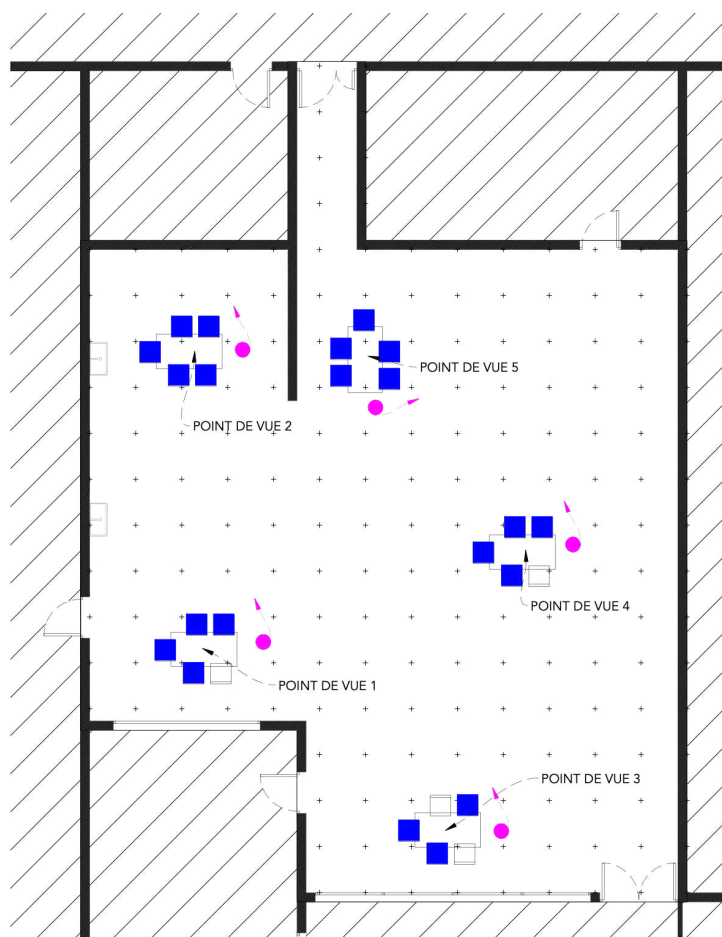 POINT DE VUE 5
POINT DE VUE 2
POINT DE VUE 4
POINT DE VUE 1
POINT DE VUE 3